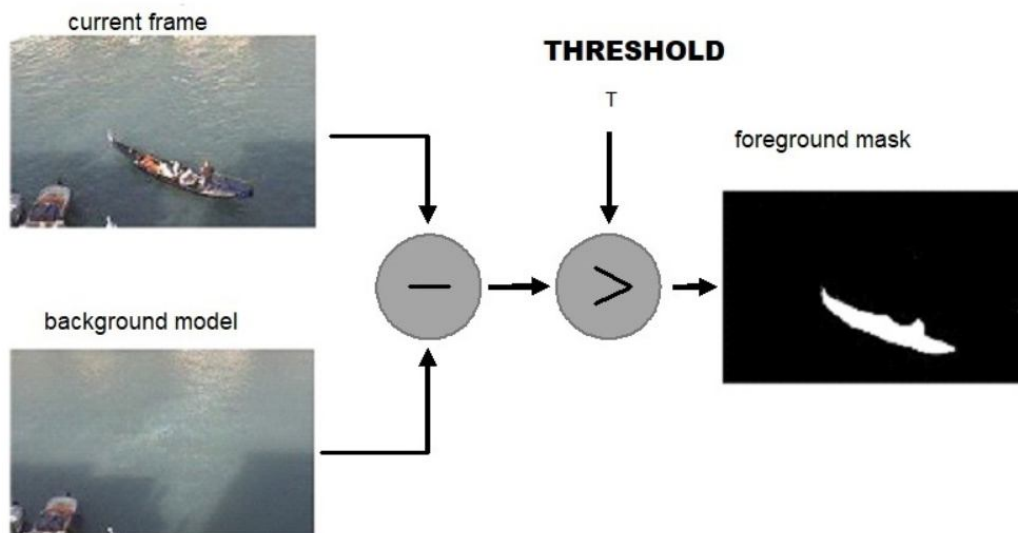 current frame
THRESHOLD
T
foreground mask
−
>
background model